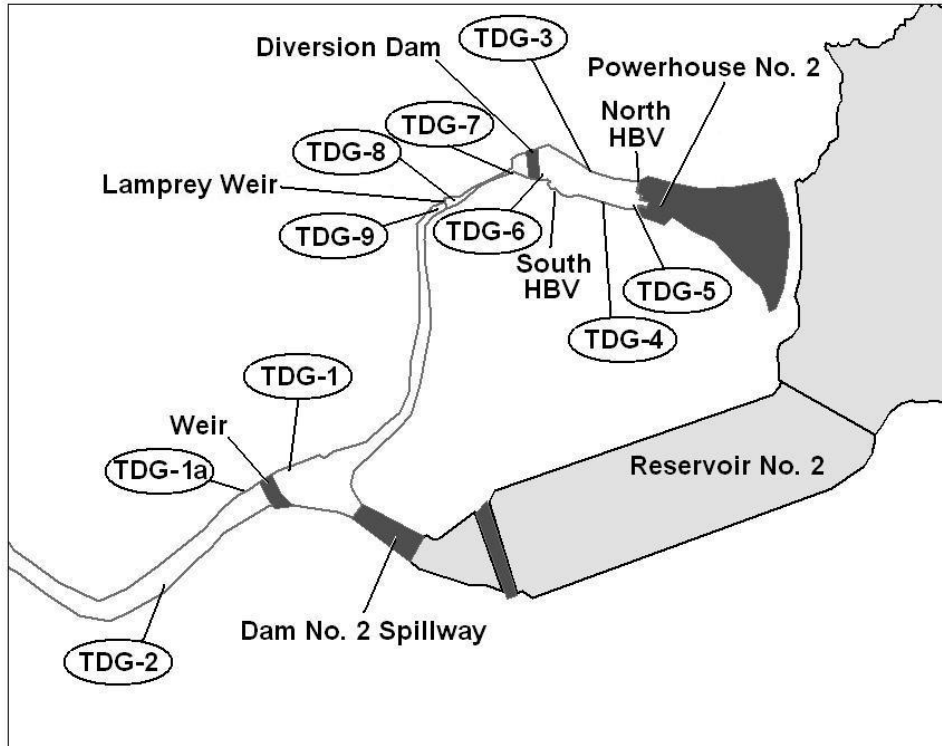 TDG-3
Diversion Dam
Powerhouse No. 2
North
HBV
TDG-7
TDG-8
Lamprey Weir
TDG-9
TDG-6
South
HBV
TDG-5
TDG-4
TDG-1
Weir
TDG-1a
Reservoir No. 2
Dam No. 2 Spillway
TDG-2